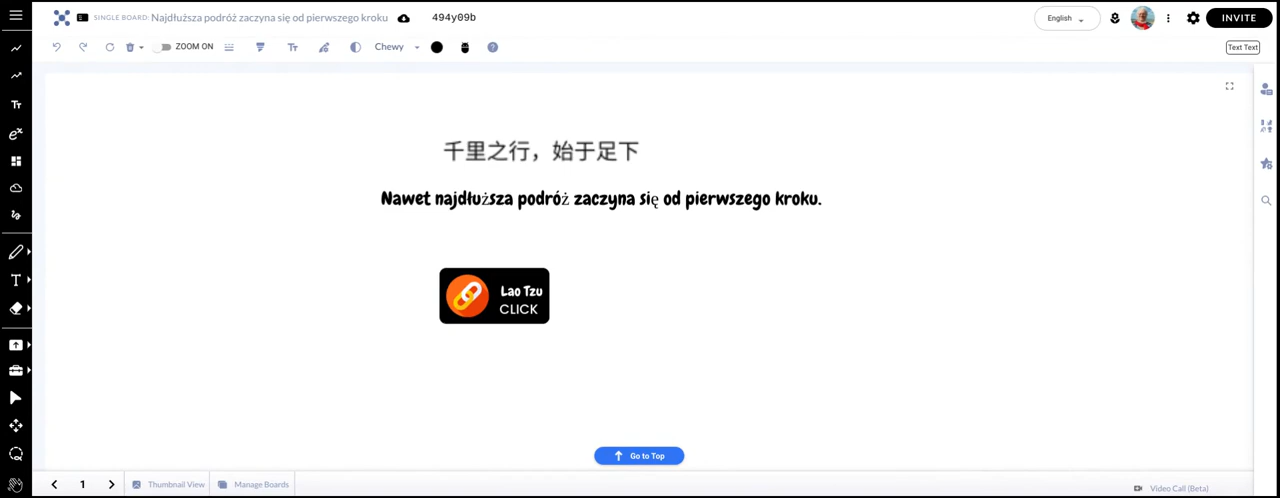 SINGLE BOARD: Najdłuższa podróż zaczyna się od pierwszego kroku 494y09b English INVITE
ZOOM ON Tт Chewy ? Text Text
千里之行，始于足下
Nawet najdłuższa podróż zaczyna się od pierwszego kroku.
Lao Tzu
CLICK
Go to Top
1 Thumbnail View Manage Boards Video Call (Beta)